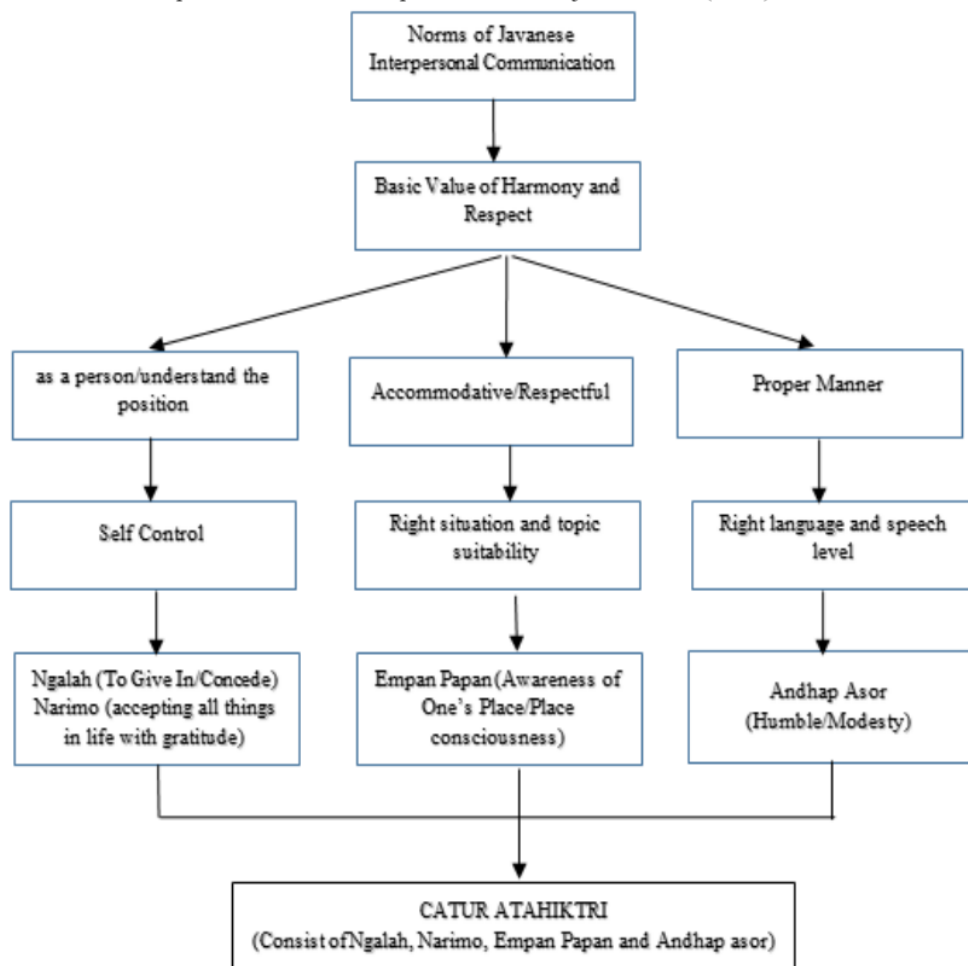 Norms of Javanese
Interpersonal Communication
Basic Value of Harmony and
Respect
as a person/understand the
position
Accommodative/Respectful
Proper Manner
Self Control
Right situation and topic
suitability
Right language and speech
level
Ngalah (To Give In/Concede)
Narimo (accepting all things
in life with gratitude)
Empan Papan (Awareness of
One's Place/Place
consciousness)
Andhap Asor
(Humble/Modesty)
CATUR ATAHIKTRI
(Consist of Ngalah, Narimo, Empan Papan and Andhap asor)